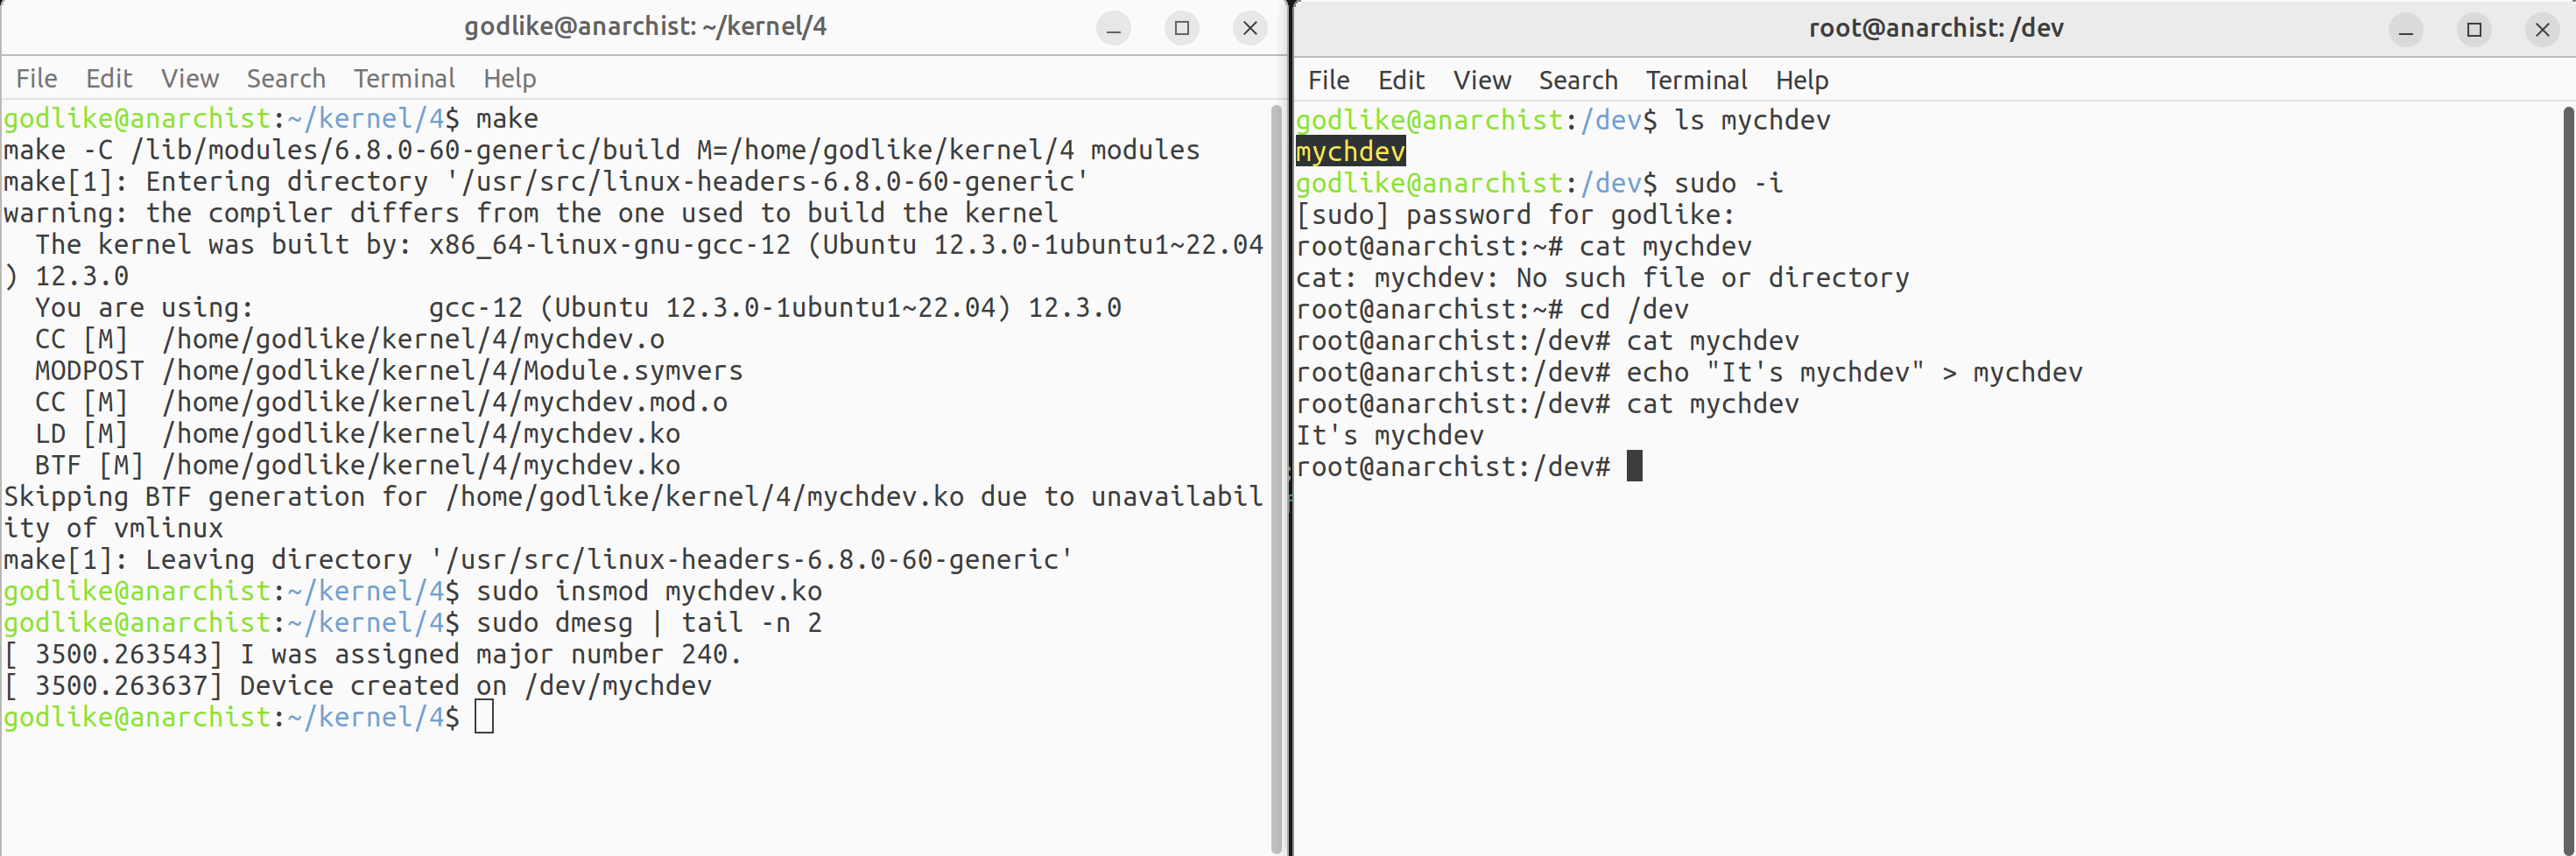 godlike@anarchist: ~/kernel/4
File Edit View Search Terminal Help
godlike@anarchist:~/kernel/4$ make
make -C /lib/modules/6.8.0-60-generic/build M=/home/godlike/kernel/4 modules
make[1]: Entering directory '/usr/src/linux-headers-6.8.0-60-generic'
warning: the compiler differs from the one used to build the kernel
  The kernel was built by: x86_64-linux-gnu-gcc-12 (Ubuntu 12.3.0-1ubuntu1~22.04
) 12.3.0
  You are using:           gcc-12 (Ubuntu 12.3.0-1ubuntu1~22.04) 12.3.0
  CC [M]  /home/godlike/kernel/4/mychdev.o
  MODPOST /home/godlike/kernel/4/Module.symvers
  CC [M]  /home/godlike/kernel/4/mychdev.mod.o
  LD [M]  /home/godlike/kernel/4/mychdev.ko
  BTF [M] /home/godlike/kernel/4/mychdev.ko
Skipping BTF generation for /home/godlike/kernel/4/mychdev.ko due to unavailabil
ity of vmlinux
make[1]: Leaving directory '/usr/src/linux-headers-6.8.0-60-generic'
godlike@anarchist:~/kernel/4$ sudo insmod mychdev.ko
godlike@anarchist:~/kernel/4$ sudo dmesg | tail -n 2
[ 3500.263543] I was assigned major number 240.
[ 3500.263637] Device created on /dev/mychdev
godlike@anarchist:~/kernel/4$
root@anarchist: /dev
File Edit View Search Terminal Help
godlike@anarchist:/dev$ ls mychdev
mychdev
godlike@anarchist:/dev$ sudo -i
[sudo] password for godlike:
root@anarchist:~# cat mychdev
cat: mychdev: No such file or directory
root@anarchist:~# cd /dev
root@anarchist:/dev# cat mychdev
root@anarchist:/dev# echo "It's mychdev" > mychdev
root@anarchist:/dev# cat mychdev
It's mychdev
root@anarchist:/dev#